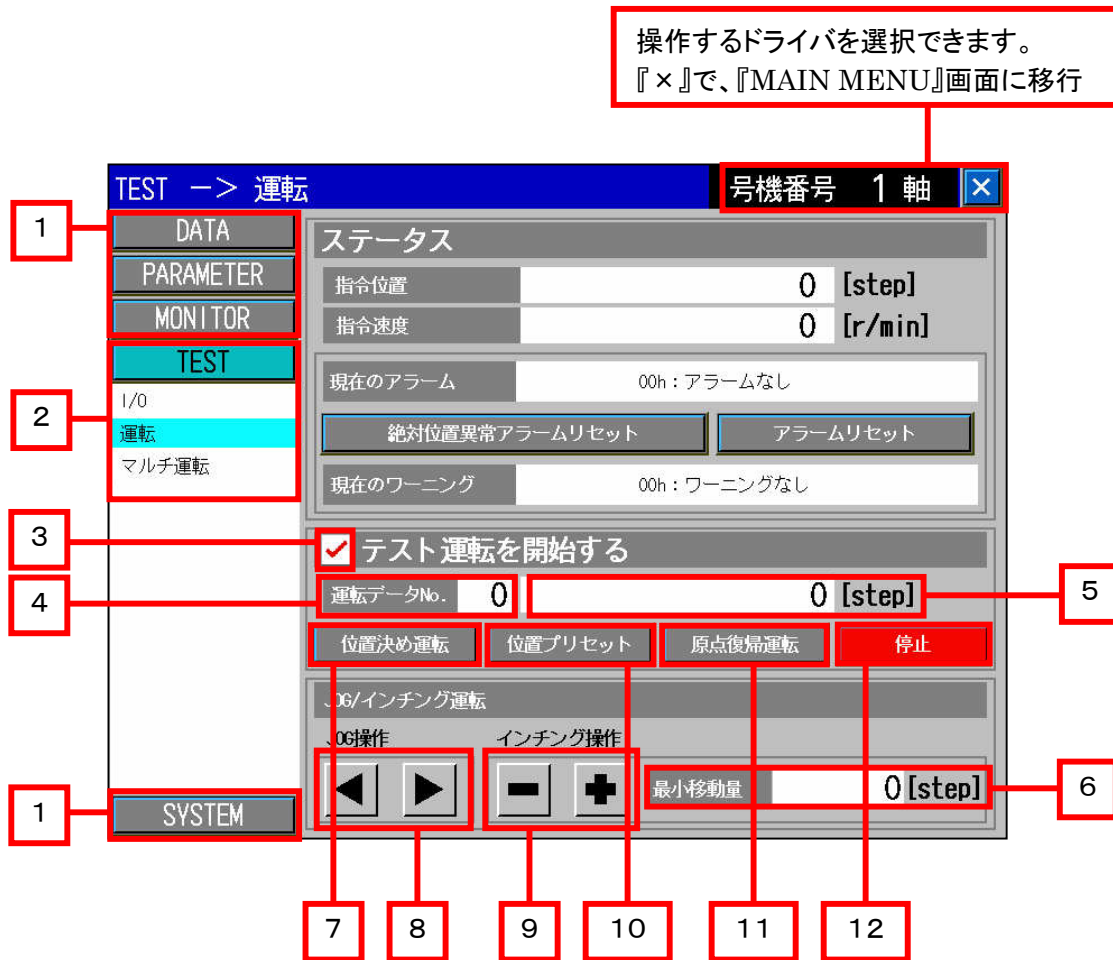 操作するドライバを選択できます。
『×』で、『MAIN MENU』画面に移行
TEST －> 運転
号機番号 1 軸 ×
1
DATA
PARAMETER
MONITOR
2
TEST
I/O
運転
マルチ運転
ステータス
指令位置 0 [step]
指令速度 0 [r/min]
現在のアラーム 00h：アラームなし
絶対位置異常アラームリセット アラームリセット
現在のワーニング 00h：ワーニングなし
3
テスト運転を開始する
4
運転データNo. 0 0 [step]
5
位置決め運転 位置プリセット 原点復帰運転 停止
JOG/インチング運転
JOG操作 インチング操作
最小移動量 0 [step]
6
1
SYSTEM
7 8 9 10 11 12